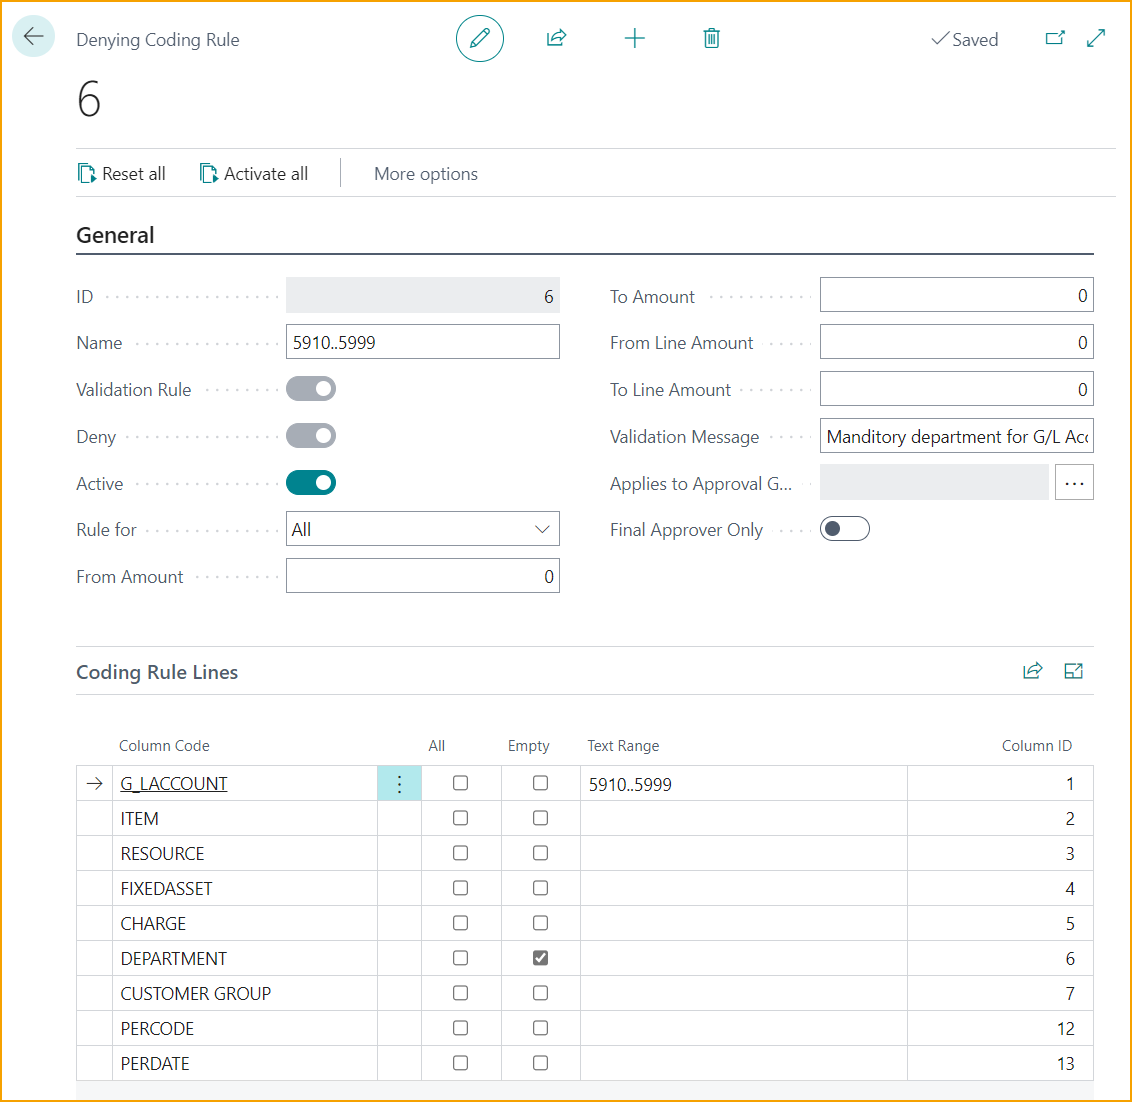 Denying Coding Rule
Saved
6
Reset all Activate all More options
General
ID 6
To Amount 0
Name 5910..5999
From Line Amount 0
Validation Rule
To Line Amount 0
Deny
Validation Message Manditory department for G/L Acc
Active
Applies to Approval G... ...
Rule for All
Final Approver Only
From Amount 0
Coding Rule Lines
Column Code All Empty Text Range Column ID
G_LACCOUNT 5910..5999 1
ITEM 2
RESOURCE 3
FIXEDASSET 4
CHARGE 5
DEPARTMENT 6
CUSTOMER GROUP 7
PERCODE 12
PERDATE 13